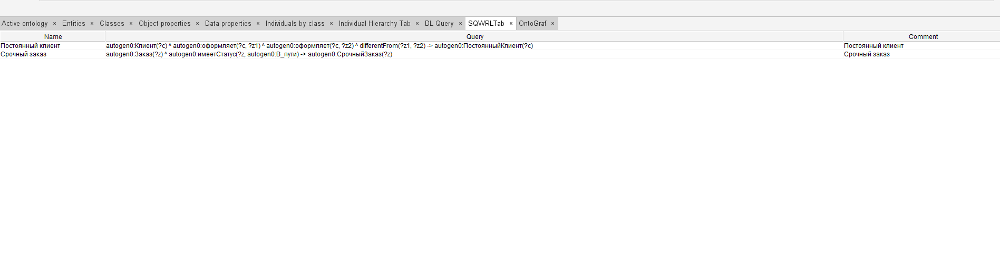 Active ontology × Entities × Classes × Object properties × Data properties × Individuals by class × Individual Hierarchy Tab × DL Query × SQWRLTab × OntoGraf ×
Name Query Comment
Постоянный клиент autogen0:Клиент(?c) ^ autogen0:оформляет(?c, ?z1) ^ autogen0:оформляет(?c, ?z2) ^ differentFrom(?z1, ?z2) -> autogen0:ПостоянныйКлиент(?c) Постоянный клиент
Срочный заказ autogen0:Заказ(?z) ^ autogen0:имеетСтатус(?z, autogen0:В_пути) -> autogen0:СрочныйЗаказ(?z) Срочный заказ